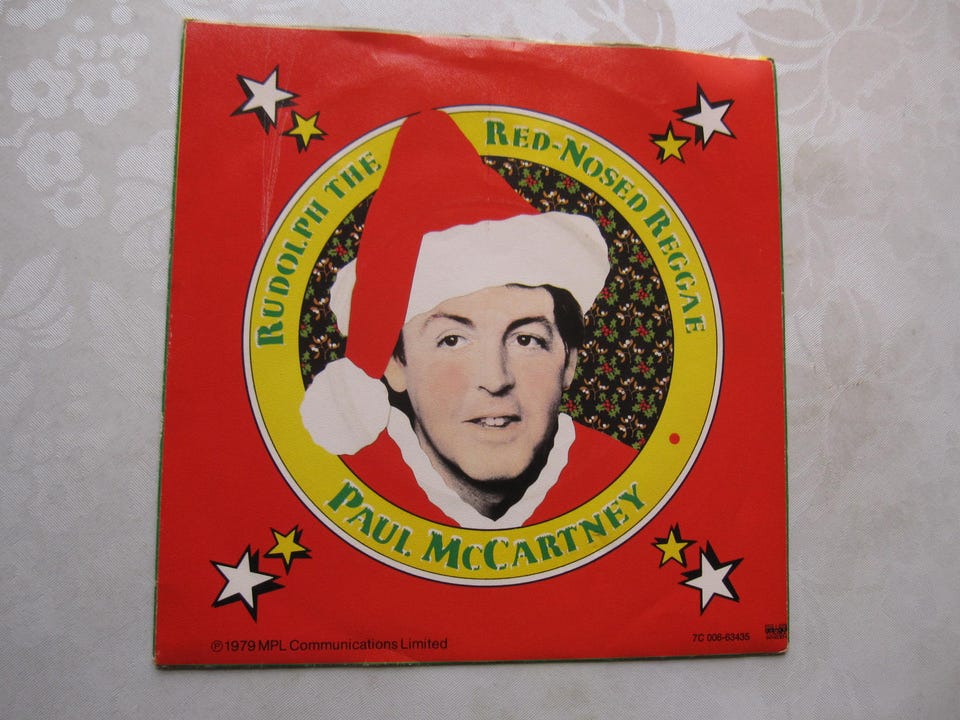 RUDOLPH THE RED-NOSED REGGAE
PAUL MCCARTNEY
℗ 1979 MPL Communications Limited
7C 006-63435